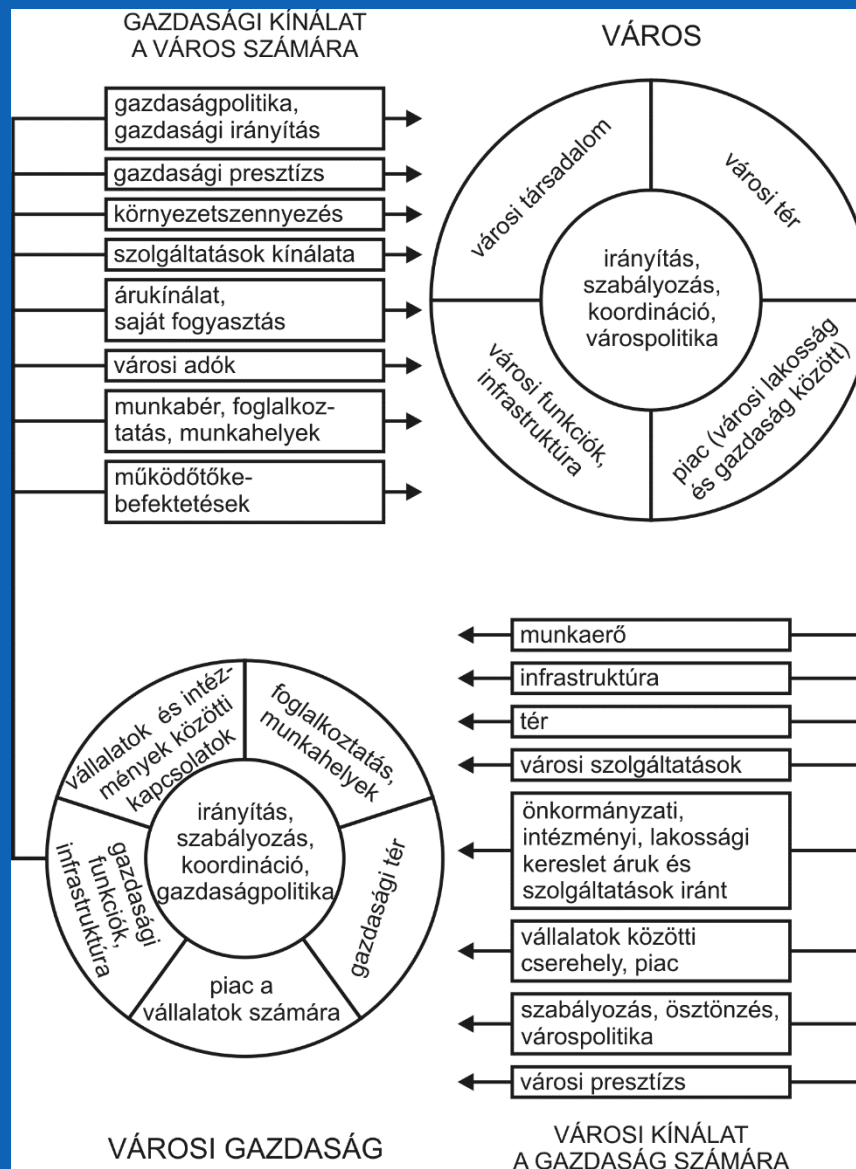 GAZDASÁGI KÍNÁLAT
A VÁROS SZÁMÁRA
gazdaságpolitika,
gazdasági irányítás
gazdasági presztízs
környezetszennyezés
szolgáltatások kínálata
árukínálat,
saját fogyasztás
városi adók
munkabér, foglalkoz-
tatás, munkahelyek
működőtőke-
befektetések
VÁROS
városi társadalom
városi tér
irányítás,
szabályozás,
koordináció,
várospolitika
városi funkciók,
infrastruktúra
piac (városi lakosság
és gazdaság között)
vállalatok és intéz-
mények közötti
kapcsolatok
foglalkoztatás,
munkahelyek
irányítás,
szabályozás,
koordináció,
gazdaságpolitika
gazdasági
funkciók,
infrastruktúra
gazdasági tér
piac a
vállalatok számára
VÁROSI GAZDASÁG
munkaerő
infrastruktúra
tér
városi szolgáltatások
önkormányzati,
intézményi, lakossági
kereslet áruk és
szolgáltatások iránt
vállalatok közötti
cserehely, piac
szabályozás, ösztönzés,
várospolitika
városi presztízs
VÁROSI KÍNÁLAT
A GAZDASÁG SZÁMÁRA